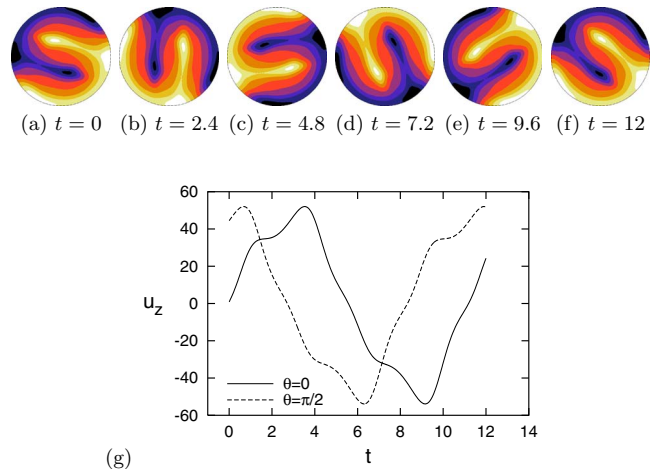 (a) t = 0 (b) t = 2.4 (c) t = 4.8 (d) t = 7.2 (e) t = 9.6 (f) t = 12
60
40
20
0
-20
-40
-60
u_z
θ=0
θ=π/2
0 2 4 6 8 10 12 14
(g)
t